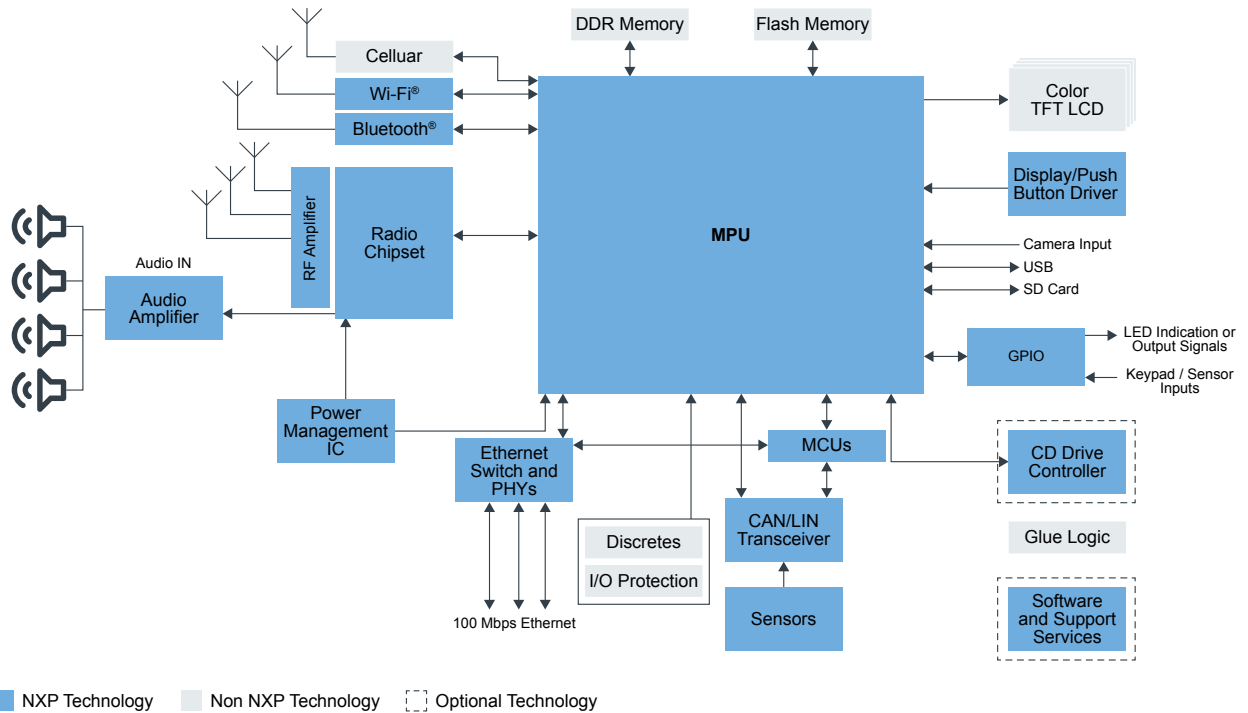 DDR Memory
Flash Memory
Celluar
Wi-Fi®
Bluetooth®
Color
TFT LCD
Display/Push
Button Driver
MPU
RF Amplifier
Radio
Chipset
Camera Input
USB
SD Card
Audio IN
Audio
Amplifier
GPIO
LED Indication or
Output Signals
Keypad / Sensor
Inputs
Power
Management
IC
Ethernet
Switch and
PHYs
MCUs
CD Drive
Controller
CAN/LIN
Transceiver
Discretes
I/O Protection
Glue Logic
Sensors
Software
and Support
Services
100 Mbps Ethernet
NXP Technology
Non NXP Technology
Optional Technology